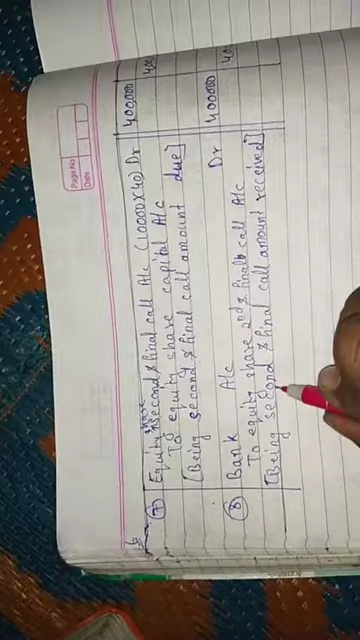 Page No
Date
(7) Equity share second & final call A/c (10000×40) Dr 400000
To equity share capital A/c
[Being second & final call amount due]
(8) Bank A/c Dr 400000
To equity share 2nd & final call A/c
[Being second & final call amount received]